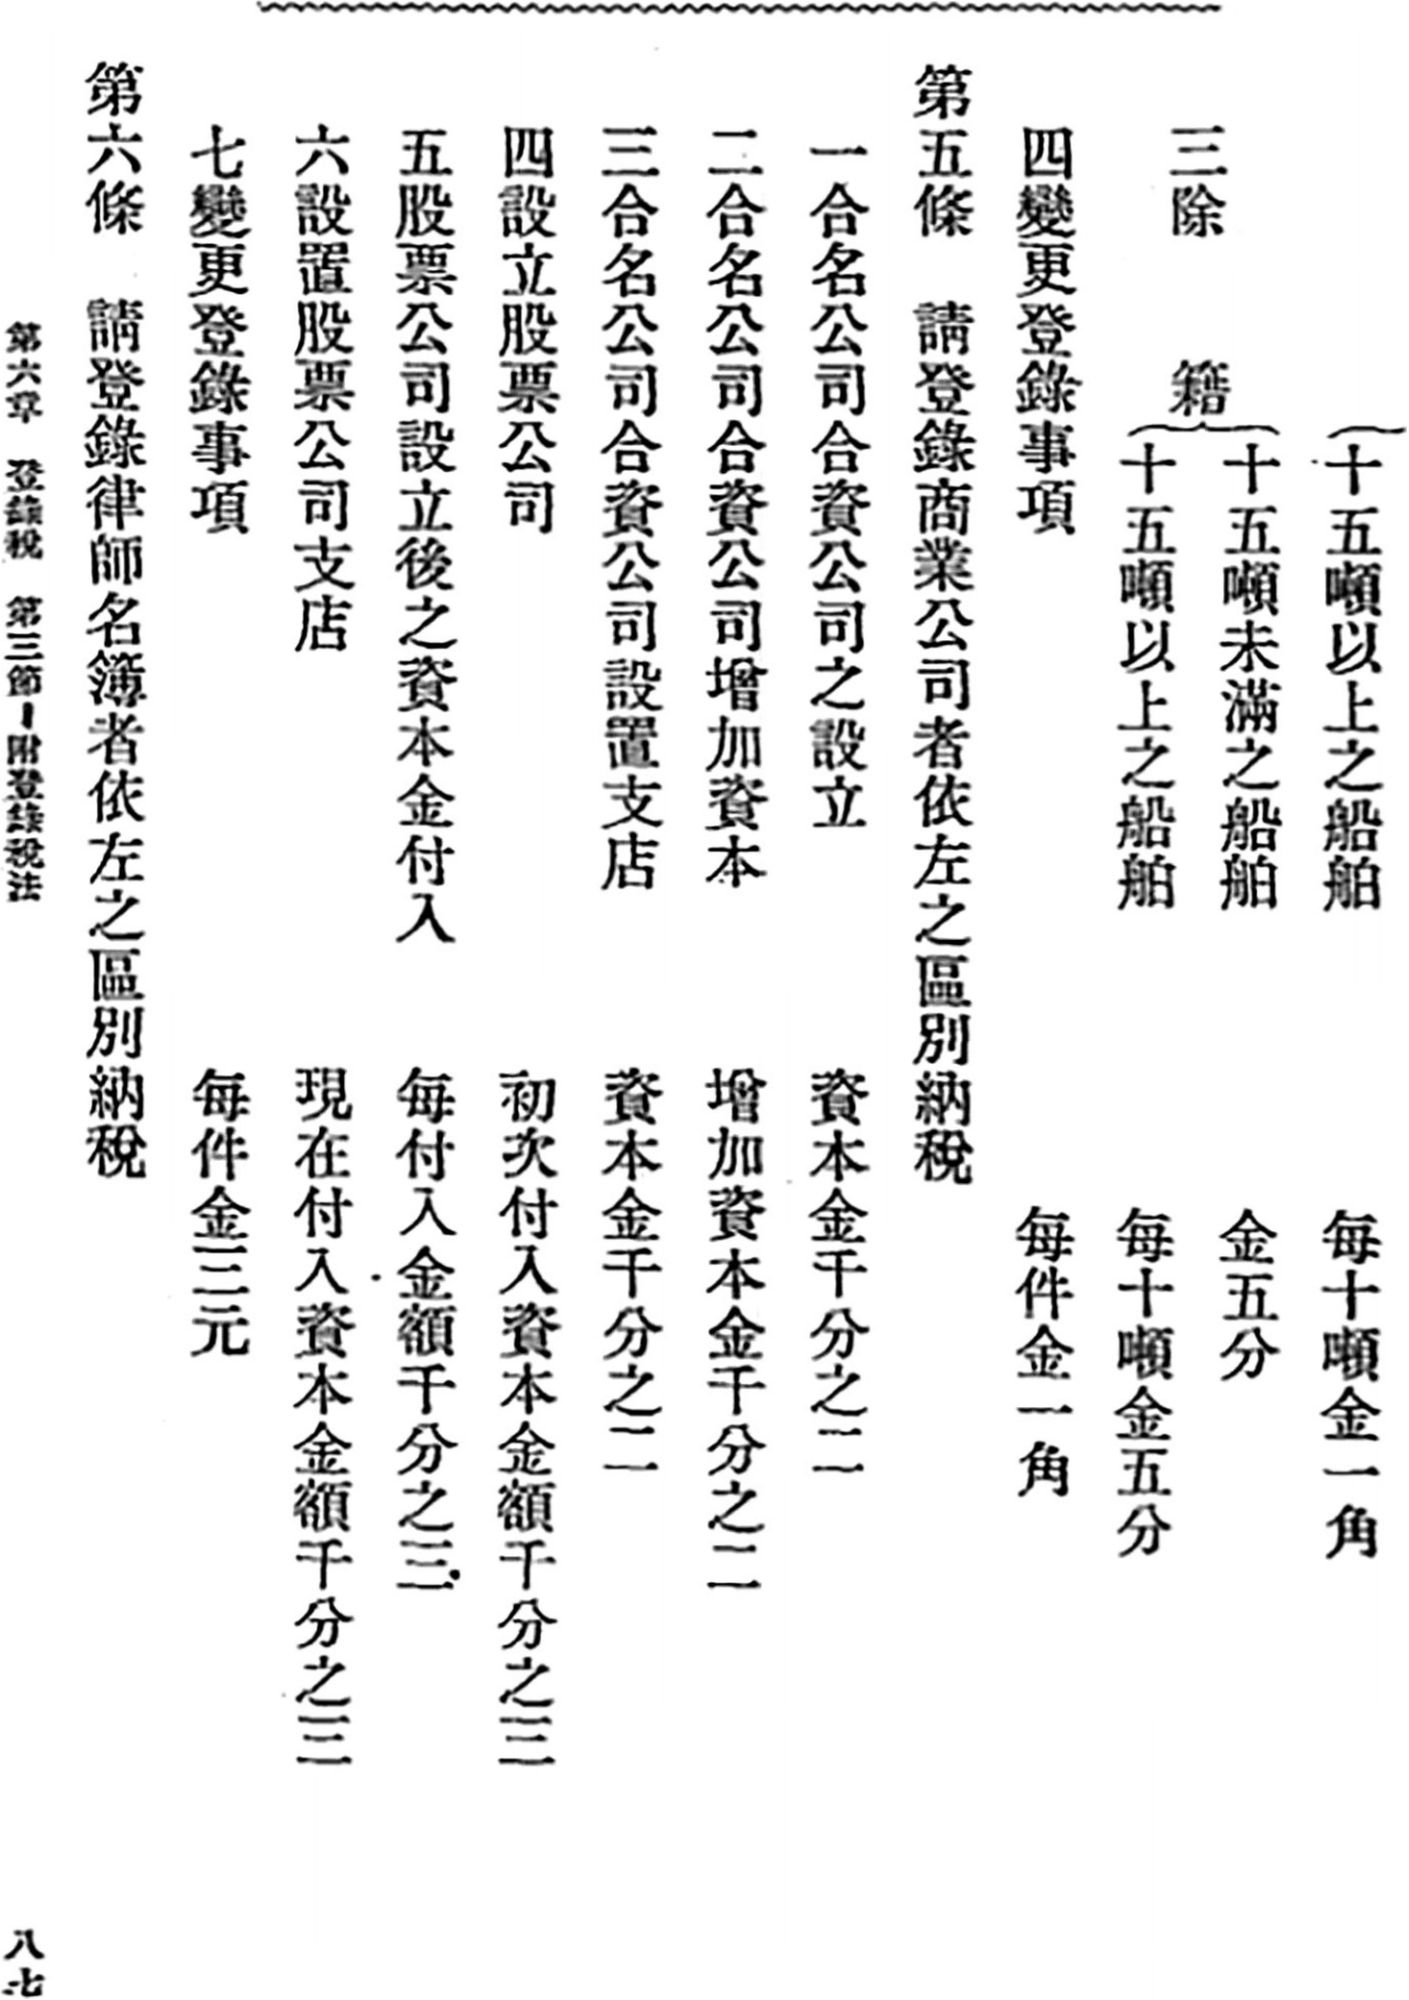 十五噸以上之船舶　每十噸金一角
三除　籍
十五噸未滿之船舶　金五分
十五噸以上之船舶　每十噸金五分
四變更登錄事項　每件金一角
第五條　請登錄商業公司者依左之區別納稅
一合名公司合資公司之設立　資本金千分之二
二合名公司合資公司增加資本　增加資本金千分之二
三合名公司合資公司設置支店　資本金千分之二
四設立股票公司　初次付入資本金額千分之三
五股票公司設立後之資本金付入　每付入金額千分之三
六設置股票公司支店　現在付入資本金額千分之三
七變更登錄事項　每件金三元
第六條　請登錄律師名簿者依左之區別納稅
第六章　登錄稅　第三節－附登錄稅法
八七